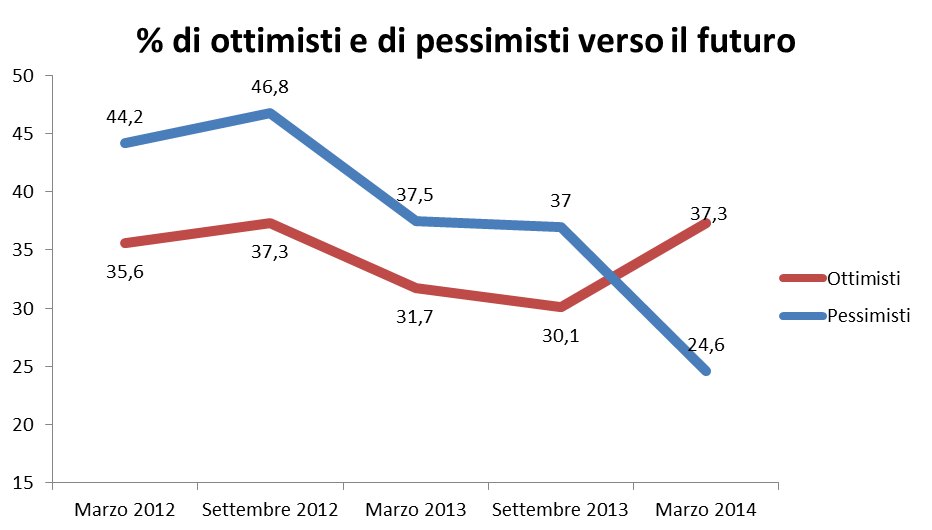 % di ottimisti e di pessimisti verso il futuro
50
45
40
35
30
25
20
15
44,2
46,8
37,5
37
24,6
35,6
37,3
31,7
30,1
37,3
Marzo 2012
Settembre 2012
Marzo 2013
Settembre 2013
Marzo 2014
Ottimisti
Pessimisti